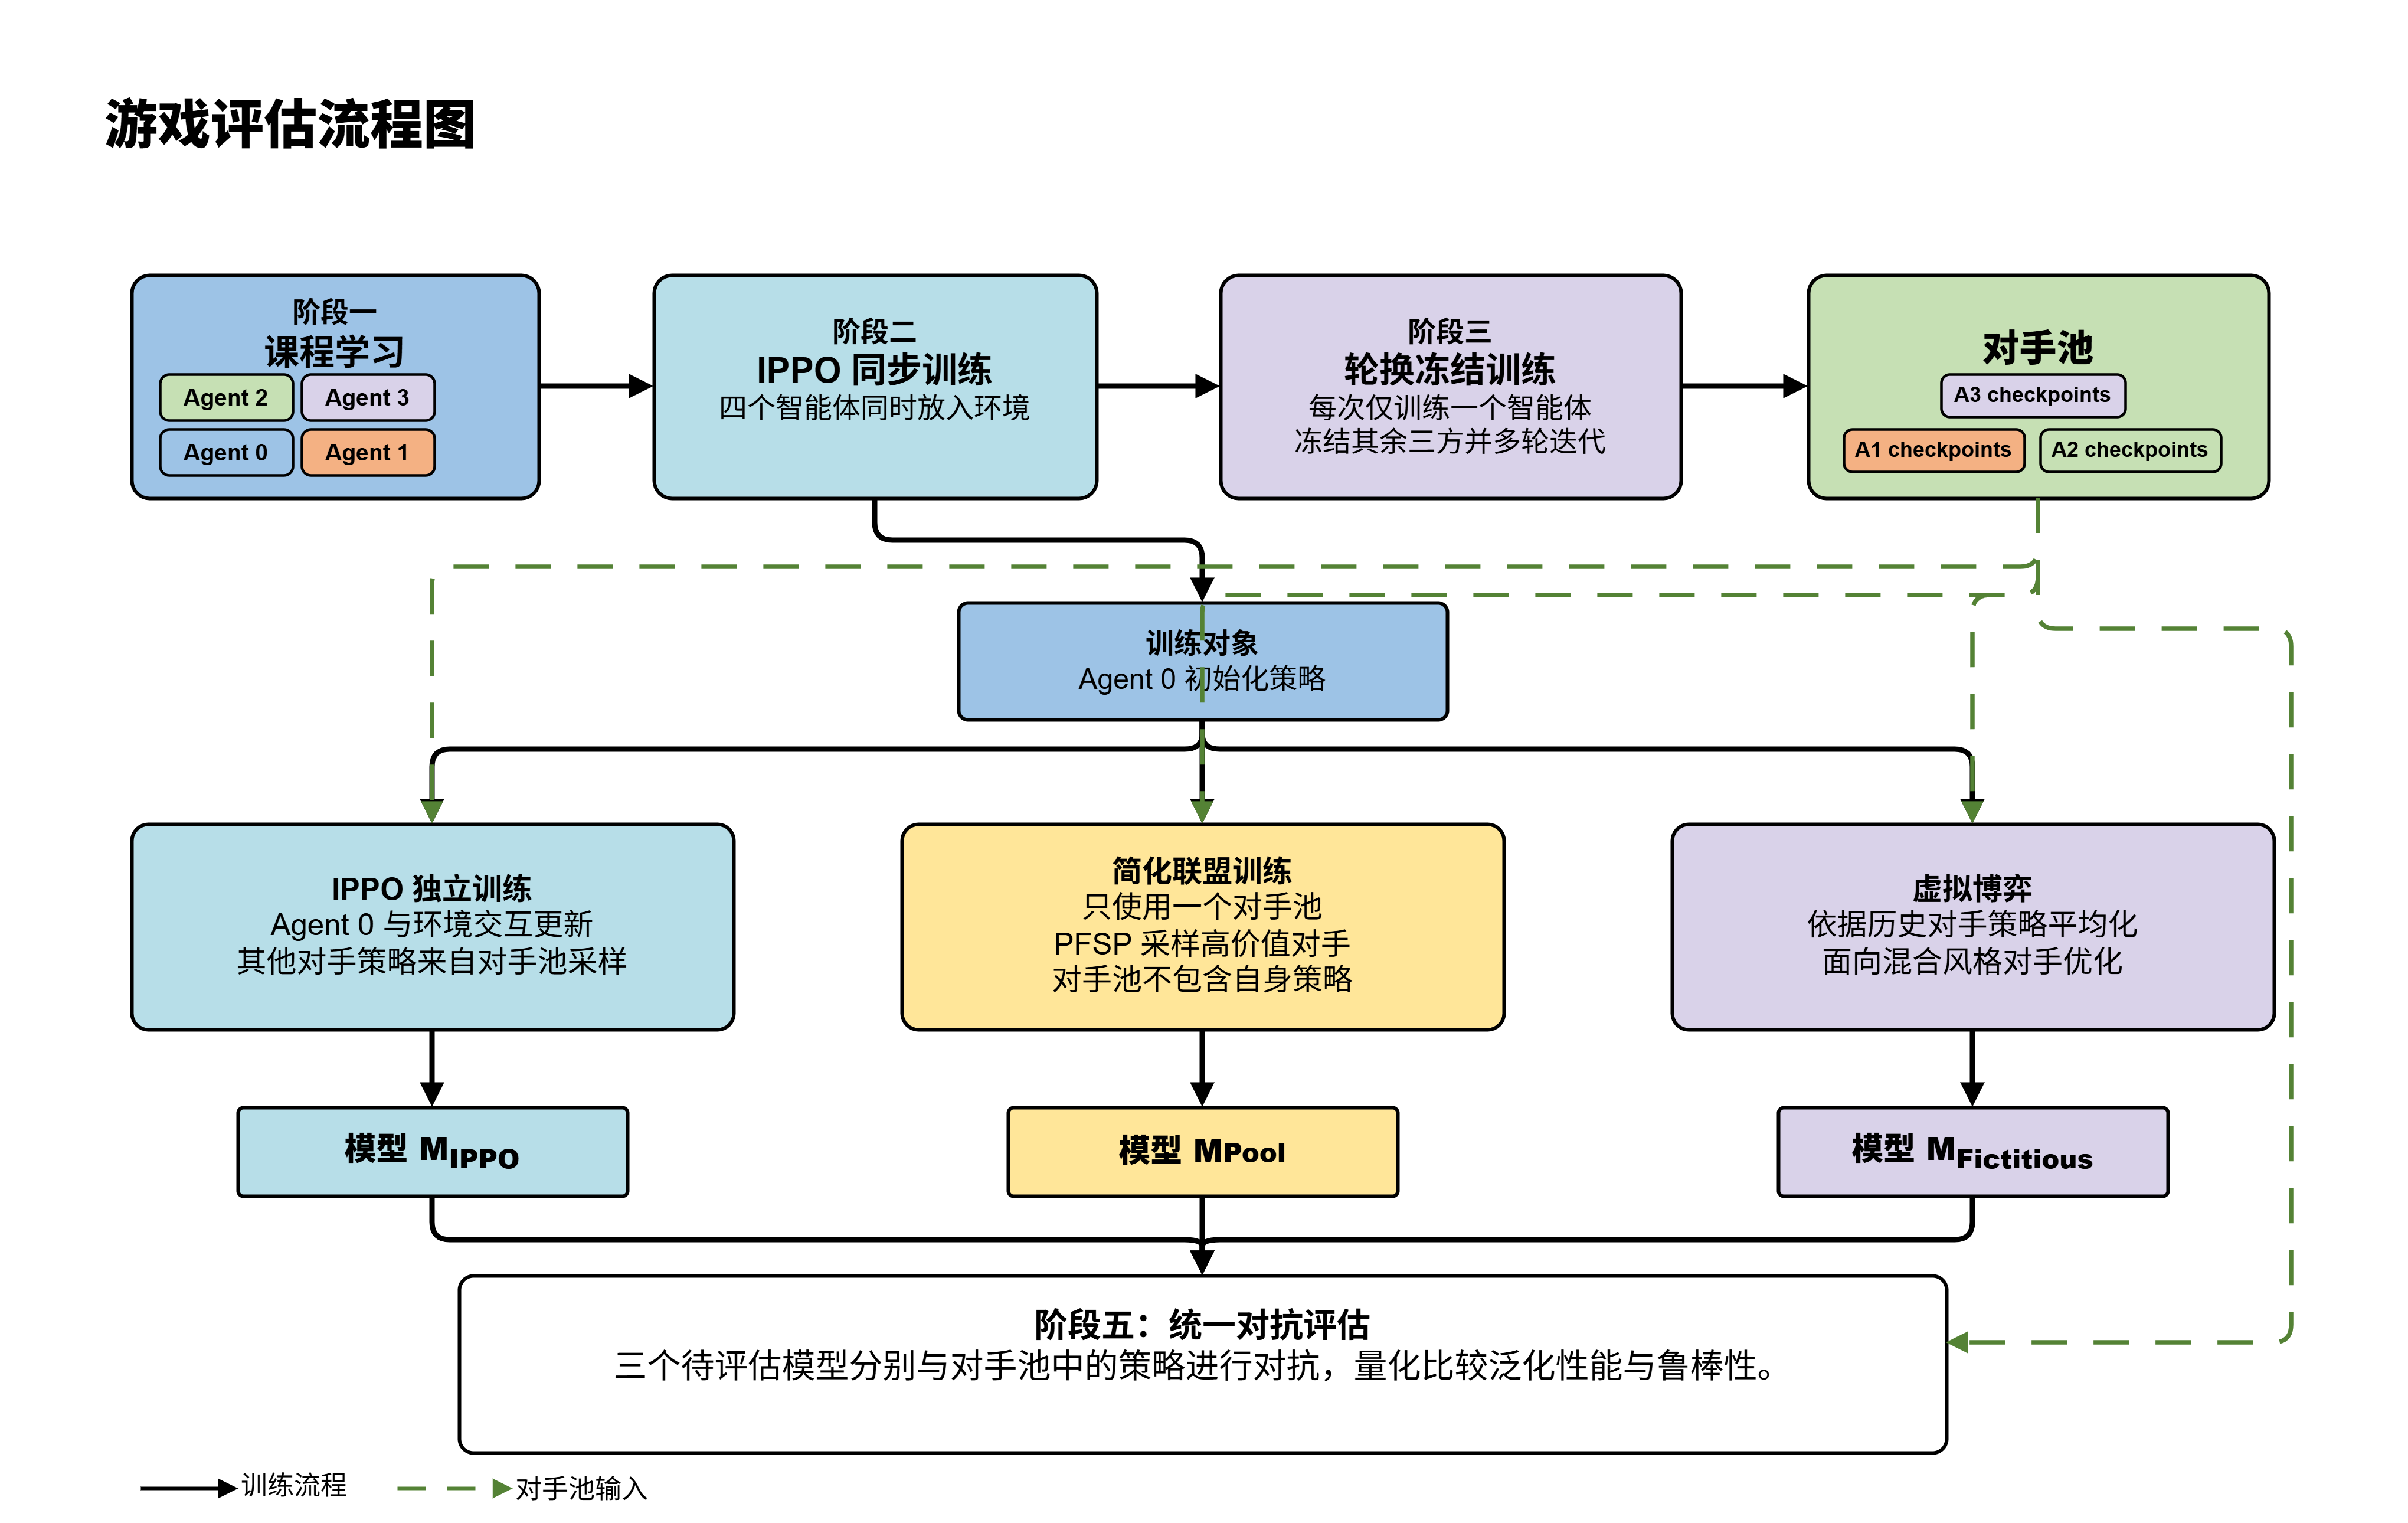 游戏评估流程图
阶段一
课程学习
Agent 2
Agent 3
Agent 0
Agent 1
阶段二
IPPO 同步训练
四个智能体同时放入环境
阶段三
轮换冻结训练
每次仅训练一个智能体
冻结其余三方并多轮迭代
对手池
A3 checkpoints
A1 checkpoints
A2 checkpoints
训练对象
Agent 0 初始化策略
IPPO 独立训练
Agent 0 与环境交互更新
其他对手策略来自对手池采样
简化联盟训练
只使用一个对手池
PFSP 采样高价值对手
对手池不包含自身策略
虚拟博弈
依据历史对手策略平均化
面向混合风格对手优化
模型 MIPPO
模型 MPool
模型 MFictitious
阶段五：统一对抗评估
三个待评估模型分别与对手池中的策略进行对抗，量化比较泛化性能与鲁棒性。
训练流程
对手池输入